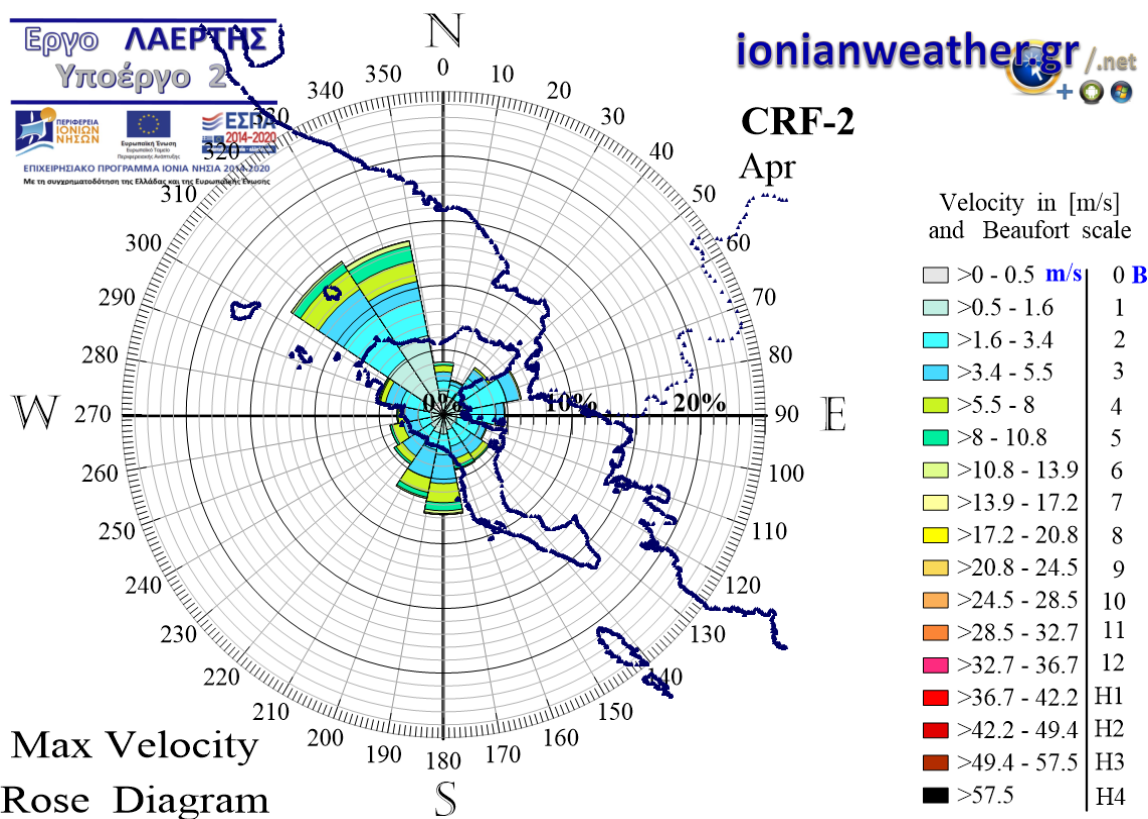 Εργο ΛΑΕΡΤΗΣ
Υποέργο 2
ΠΕΡΙΦΕΡΕΙΑ
ΙΟΝΙΩΝ
ΝΗΣΩΝ
Ευρωπαϊκή Ένωση
Ευρωπαϊκό Ταμείο
Περιφερειακής Ανάπτυξης
ΕΣΠΑ
2014-2020
ΕΠΙΧΕΙΡΗΣΙΑΚΟ ΠΡΟΓΡΑΜΜΑ ΙΟΝΙΑ ΝΗΣΙΑ 2014-2020
Με τη συγχρηματοδότηση της Ελλάδας και της Ευρωπαϊκής Ένωσης
ionianweather.gr /.net
+
CRF-2
Apr
N
0
10
20
30
40
50
60
70
80
90
E
100
110
120
130
140
150
160
170
180
S
190
200
210
220
230
240
250
260
270
W
280
290
300
310
320
330
340
350
0%
10%
20%
Velocity in [m/s]
and Beaufort scale
>0 - 0.5 m/s 0 B
>0.5 - 1.6 1
>1.6 - 3.4 2
>3.4 - 5.5 3
>5.5 - 8 4
>8 - 10.8 5
>10.8 - 13.9 6
>13.9 - 17.2 7
>17.2 - 20.8 8
>20.8 - 24.5 9
>24.5 - 28.5 10
>28.5 - 32.7 11
>32.7 - 36.7 12
>36.7 - 42.2 H1
>42.2 - 49.4 H2
>49.4 - 57.5 H3
>57.5 H4
Max Velocity
Rose Diagram